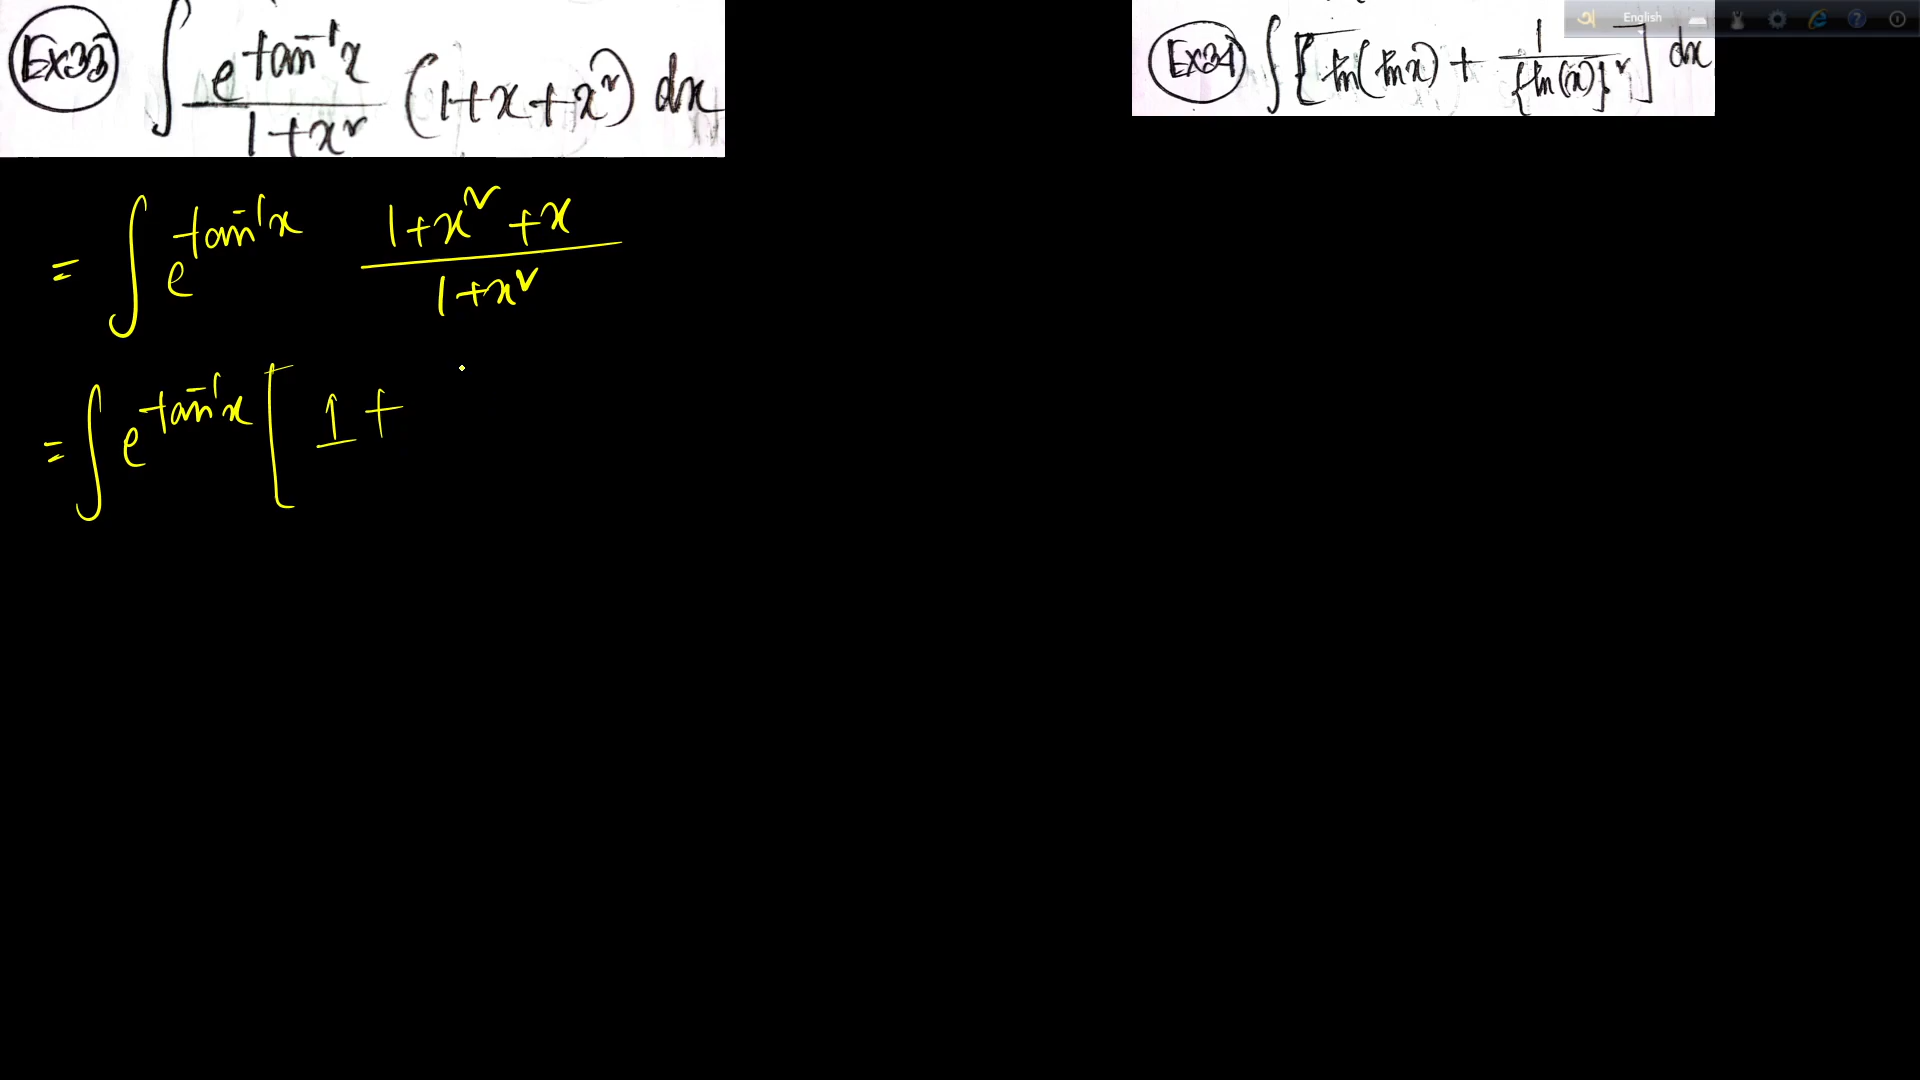 Ex33 ∫ e^{tan⁻¹x}/(1+x²) (1+x+x²) dx
= ∫ e^{tan⁻¹x} (1+x²+x)/(1+x²)
= ∫ e^{tan⁻¹x} [ 1 +
Ex34 ∫ [ ln(ln x) + 1/{ln(x)}² ] dx
English